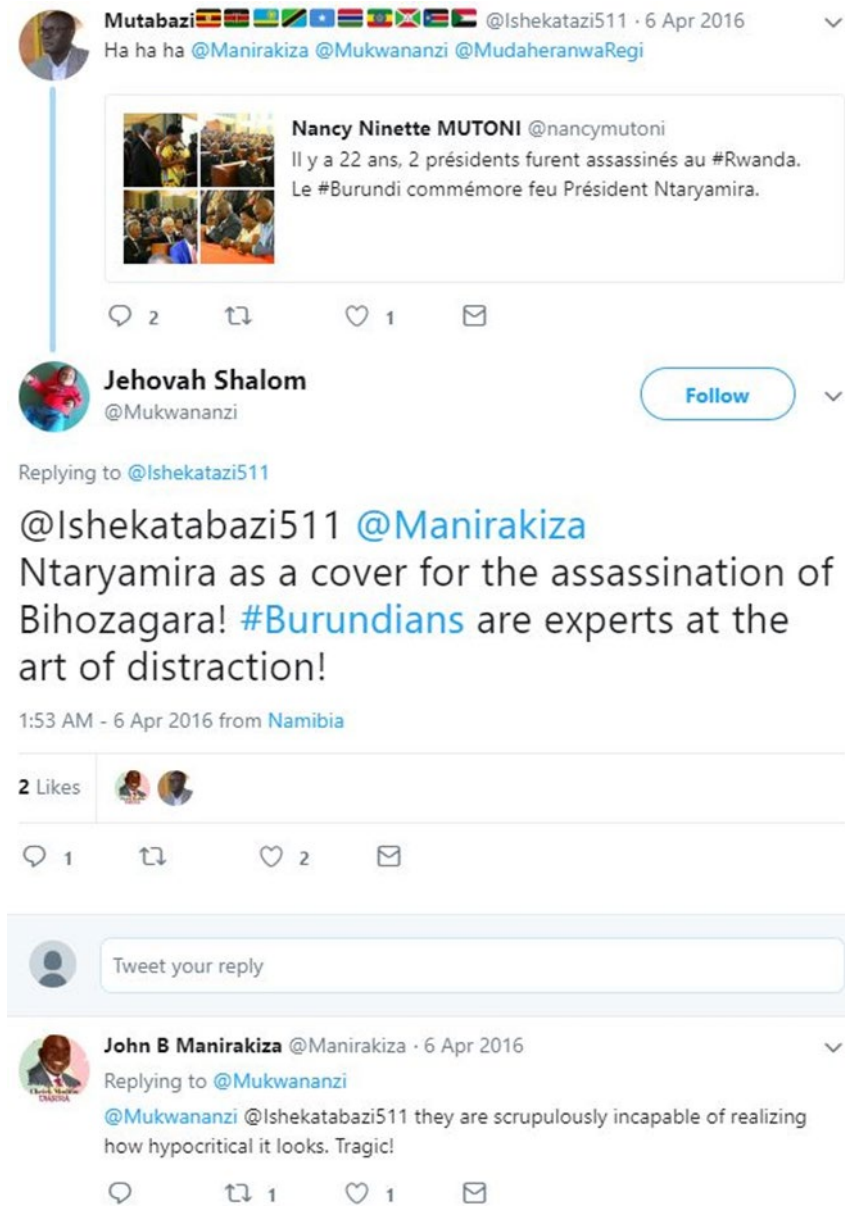 Mutabazi @Ishekatazi511 · 6 Apr 2016
Ha ha ha @Manirakiza @Mukwananzi @MudaheranwaRegi
Nancy Ninette MUTONI @nancymutoni
Il y a 22 ans, 2 présidents furent assassinés au #Rwanda.
Le #Burundi commémore feu Président Ntaryamira.
2 1
Jehovah Shalom
@Mukwananzi
Follow
Replying to @Ishekatazi511
@Ishekatabazi511 @Manirakiza
Ntaryamira as a cover for the assassination of
Bihozagara! #Burundians are experts at the
art of distraction!
1:53 AM - 6 Apr 2016 from Namibia
2 Likes
1 2
Tweet your reply
John B Manirakiza @Manirakiza · 6 Apr 2016
Replying to @Mukwananzi
@Mukwananzi @Ishekatabazi511 they are scrupulously incapable of realizing
how hypocritical it looks. Tragic!
1 1